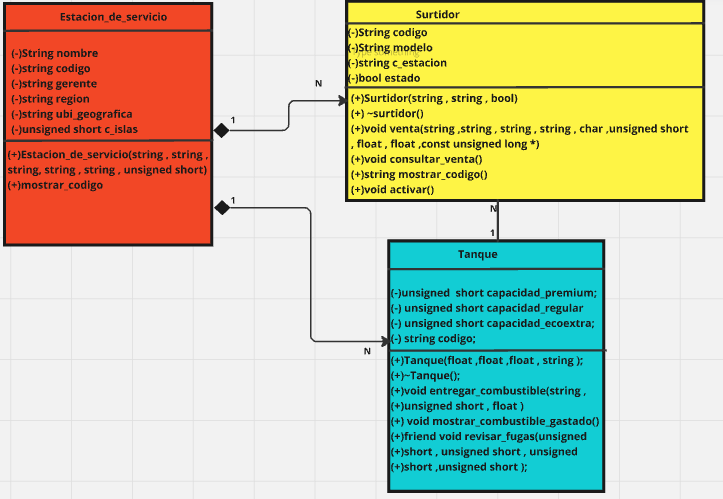 Estacion_de_servicio
(-)String nombre
(-)string codigo
(-)string gerente
(-)string region
(-)string ubi_geografica
(-)unsigned short c_islas
(+)Estacion_de_servicio(string , string ,
string, string , string , unsigned short)
(+)mostrar_codigo
1
N
1
N
Surtidor
(-)String codigo
(-)String modelo
(-)string c_estacion
(-)bool estado
(+)Surtidor(string , string , bool)
(+) ~surtidor()
(+)void venta(string ,string , string , string , char ,unsigned short
, float , float ,const unsigned long *)
(+)void consultar_venta()
(+)string mostrar_codigo()
(+)void activar()
N
1
Tanque
(-)unsigned short capacidad_premium;
(-) unsigned short capacidad_regular
(-) unsigned short capacidad_ecoextra;
(-) string codigo;
(+)Tanque(float ,float ,float , string );
(+)~Tanque();
(+)void entregar_combustible(string ,
(+)unsigned short , float )
(+) void mostrar_combustible_gastado()
(+)friend void revisar_fugas(unsigned
(+)short , unsigned short , unsigned
(+)short ,unsigned short );